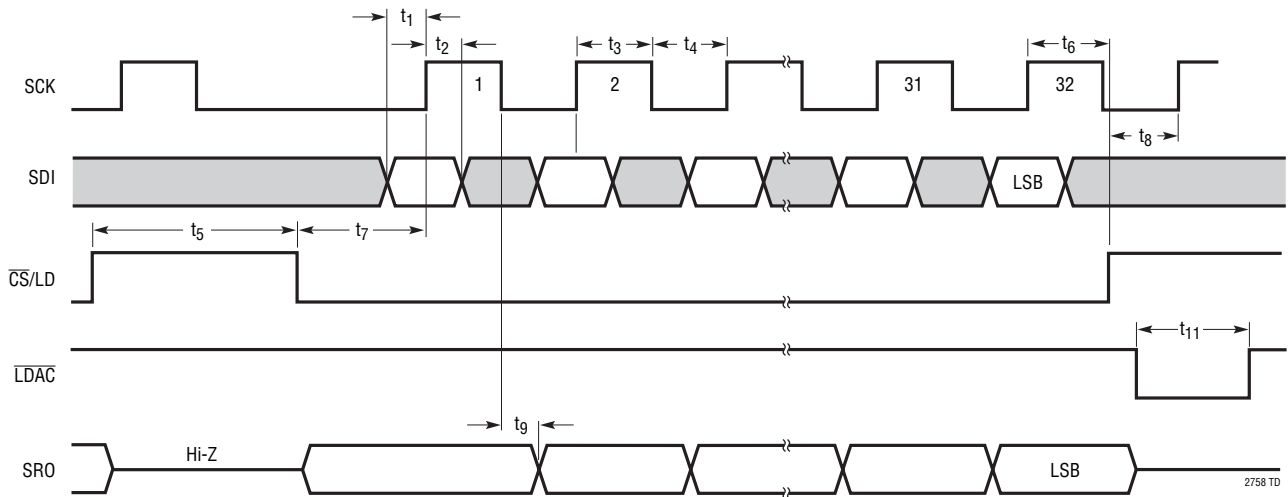 t1
t2
t3
t4
t6
SCK
1
2
31
32
t8
SDI
LSB
t5
t7
CS/LD
t11
LDAC
t9
Hi-Z
SRO
LSB
2758 TD